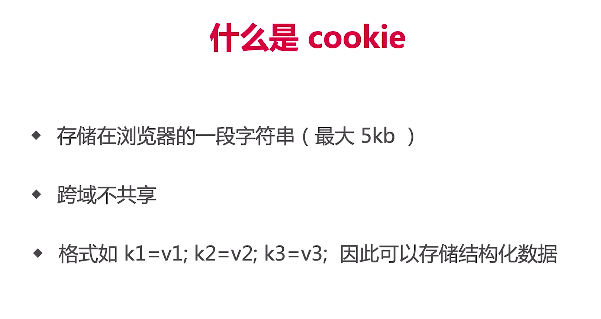 什么是 cookie
存储在浏览器的一段字符串（最大 5kb ）
跨域不共享
格式如 k1=v1; k2=v2; k3=v3; 因此可以存储结构化数据